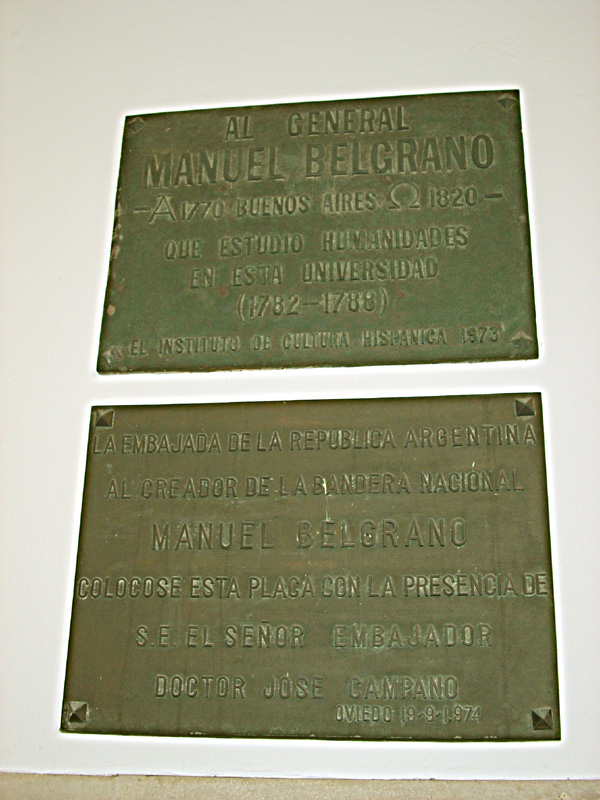 AL GENERAL
MANUEL BELGRANO
-Α 1770 BUENOS AIRES Ω 1820-
QUE ESTUDIO HUMANIDADES
EN ESTA UNIVERSIDAD
(1782-1788)
EL INSTITUTO DE CULTURA HISPANICA 1973
LA EMBAJADA DE LA REPUBLICA ARGENTINA
AL CREADOR DE LA BANDERA NACIONAL
MANUEL BELGRANO
COLOCOSE ESTA PLACA CON LA PRESENCIA DE
S.E. EL SEÑOR EMBAJADOR
DOCTOR JOSE CAMPANO
OVIEDO 19-9-1.974